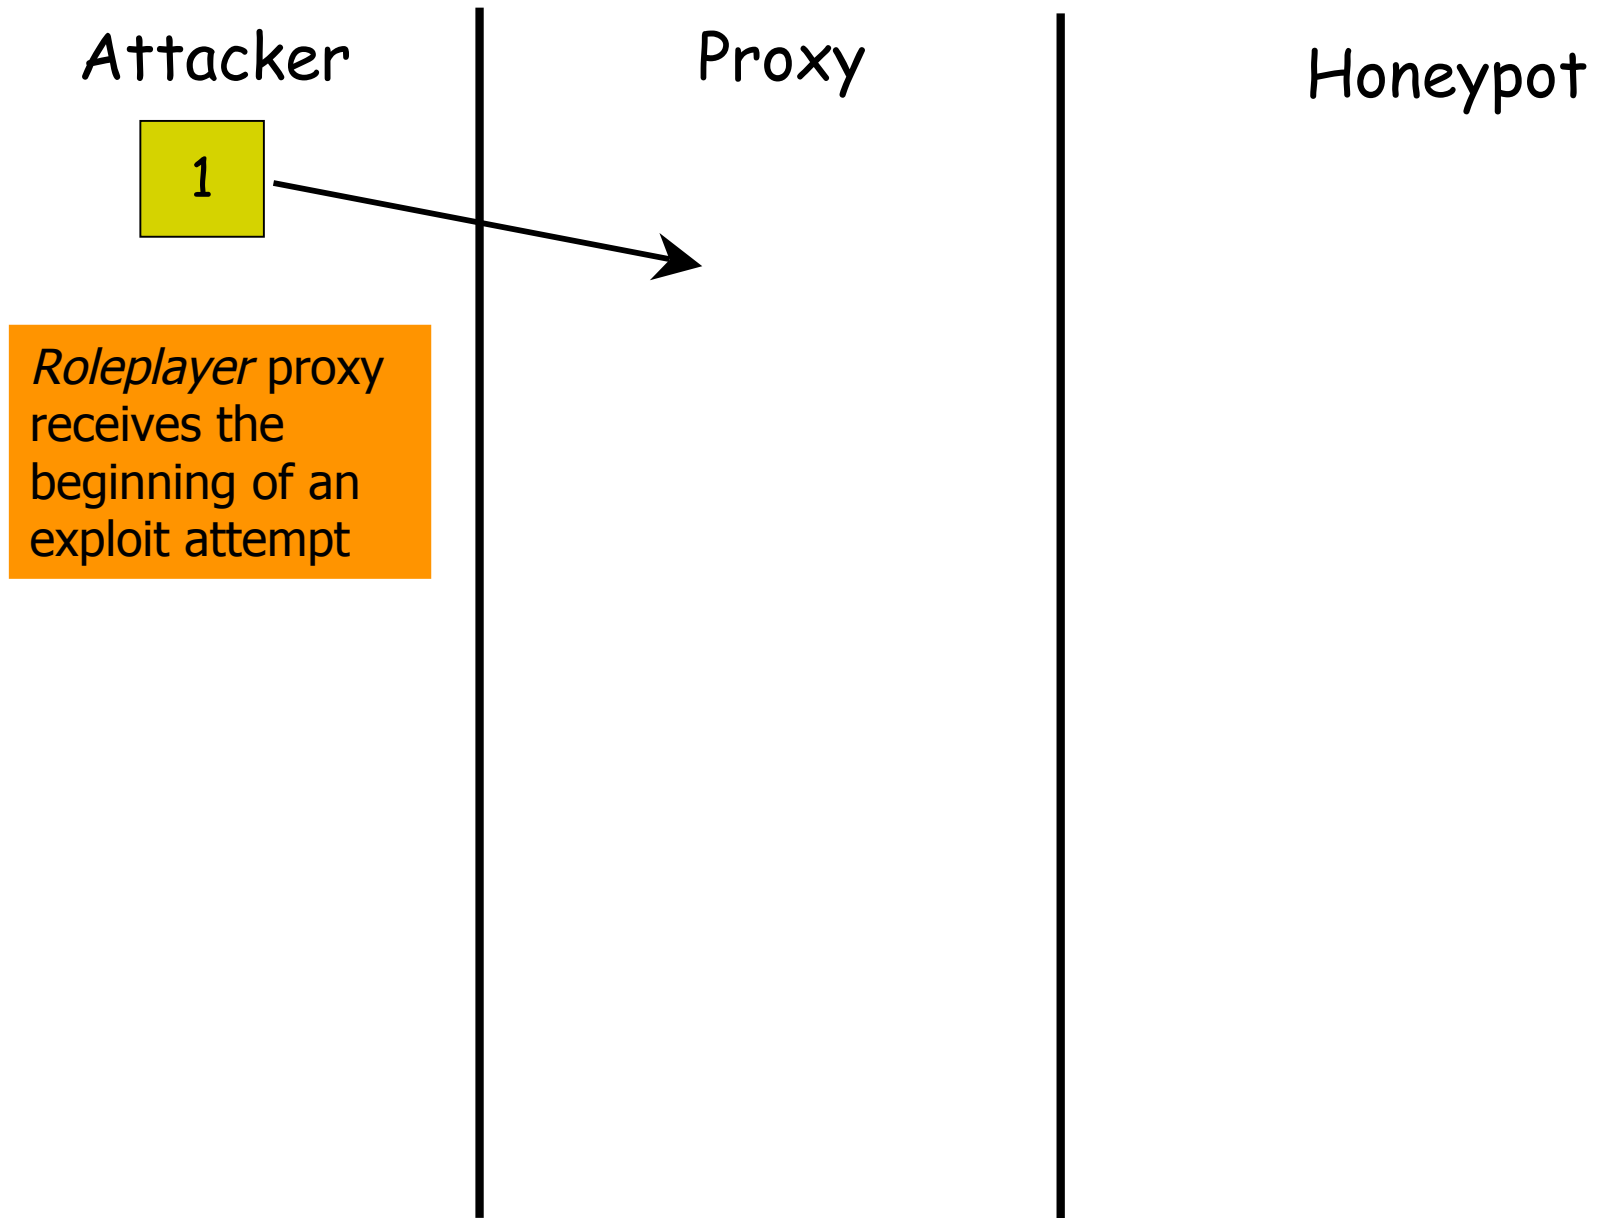 Attacker
Proxy
Honeypot
1
Roleplayer proxy
receives the
beginning of an
exploit attempt